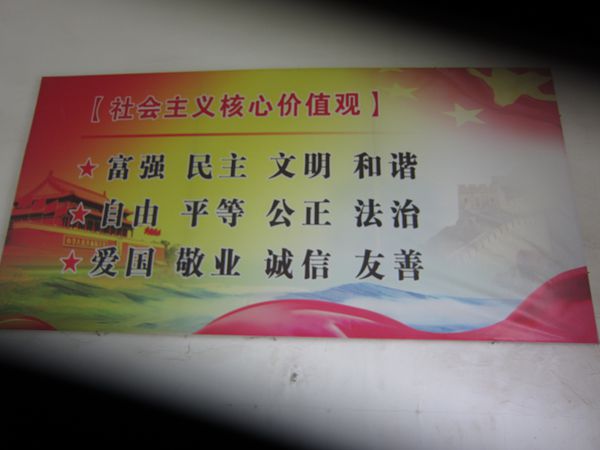 【社会主义核心价值观】
★富强 民主 文明 和谐
★自由 平等 公正 法治
★爱国 敬业 诚信 友善